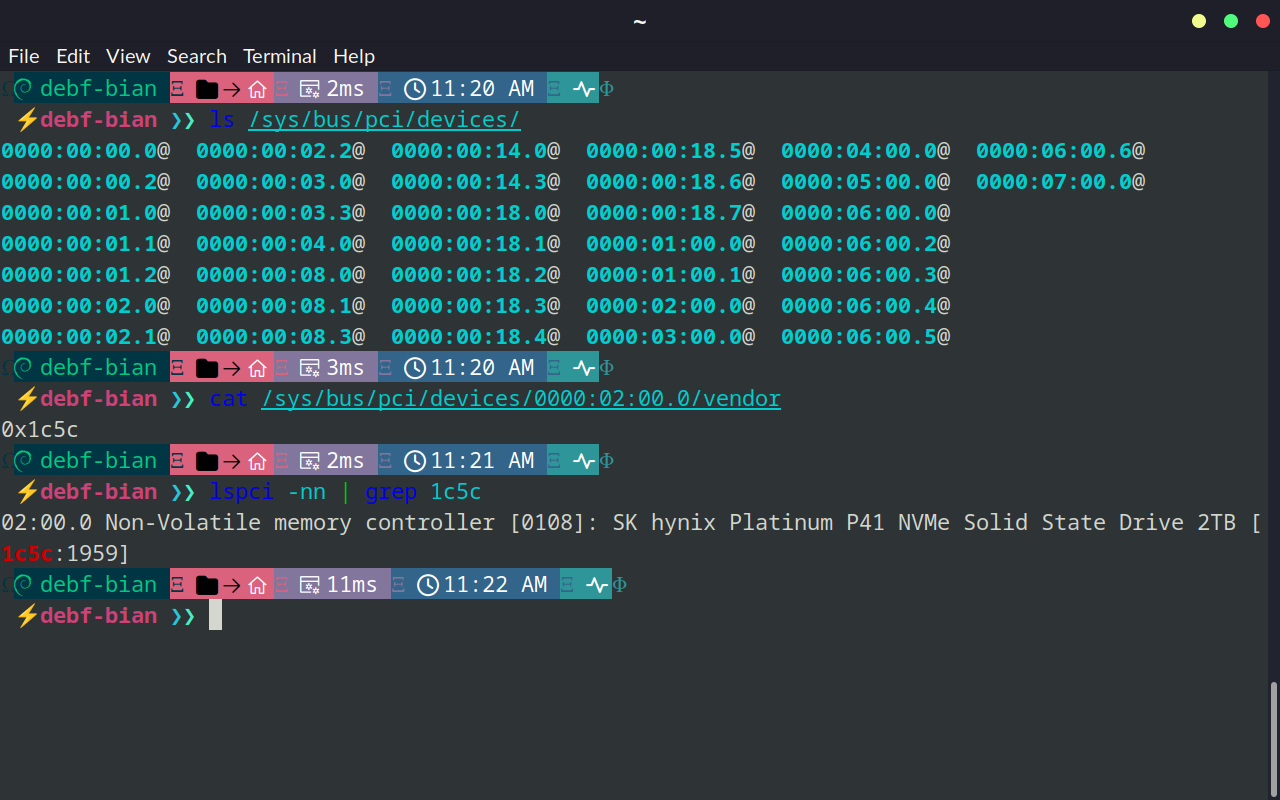 ~
File Edit View Search Terminal Help
debf-bian Ξ → Ξ 2ms Ξ 11:20 AM Ξ Φ
⚡debf-bian ❯❯ ls /sys/bus/pci/devices/
0000:00:00.0@ 0000:00:02.2@ 0000:00:14.0@ 0000:00:18.5@ 0000:04:00.0@ 0000:06:00.6@
0000:00:00.2@ 0000:00:03.0@ 0000:00:14.3@ 0000:00:18.6@ 0000:05:00.0@ 0000:07:00.0@
0000:00:01.0@ 0000:00:03.3@ 0000:00:18.0@ 0000:00:18.7@ 0000:06:00.0@
0000:00:01.1@ 0000:00:04.0@ 0000:00:18.1@ 0000:01:00.0@ 0000:06:00.2@
0000:00:01.2@ 0000:00:08.0@ 0000:00:18.2@ 0000:01:00.1@ 0000:06:00.3@
0000:00:02.0@ 0000:00:08.1@ 0000:00:18.3@ 0000:02:00.0@ 0000:06:00.4@
0000:00:02.1@ 0000:00:08.3@ 0000:00:18.4@ 0000:03:00.0@ 0000:06:00.5@
debf-bian Ξ → Ξ 3ms Ξ 11:20 AM Ξ Φ
⚡debf-bian ❯❯ cat /sys/bus/pci/devices/0000:02:00.0/vendor
0x1c5c
debf-bian Ξ → Ξ 2ms Ξ 11:21 AM Ξ Φ
⚡debf-bian ❯❯ lspci -nn | grep 1c5c
02:00.0 Non-Volatile memory controller [0108]: SK hynix Platinum P41 NVMe Solid State Drive 2TB [
1c5c:1959]
debf-bian Ξ → Ξ 11ms Ξ 11:22 AM Ξ Φ
⚡debf-bian ❯❯